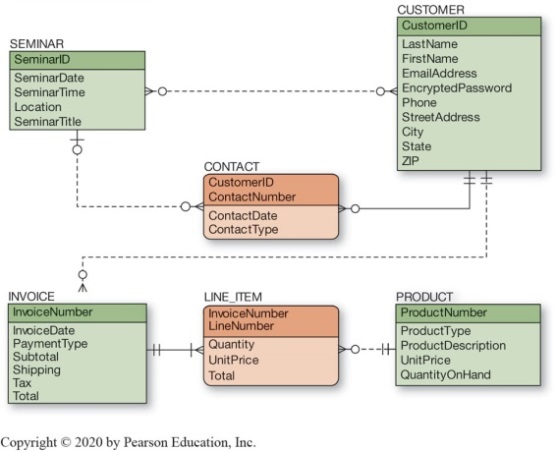 CUSTOMER
CustomerID
LastName
FirstName
EmailAddress
EncryptedPassword
Phone
StreetAddress
City
State
ZIP
SEMINAR
SeminarID
SeminarDate
SeminarTime
Location
SeminarTitle
CONTACT
CustomerID
ContactNumber
ContactDate
ContactType
INVOICE
InvoiceNumber
InvoiceDate
PaymentType
Subtotal
Shipping
Tax
Total
LINE_ITEM
InvoiceNumber
LineNumber
Quantity
UnitPrice
Total
PRODUCT
ProductNumber
ProductType
ProductDescription
UnitPrice
QuantityOnHand
Copyright © 2020 by Pearson Education, Inc.